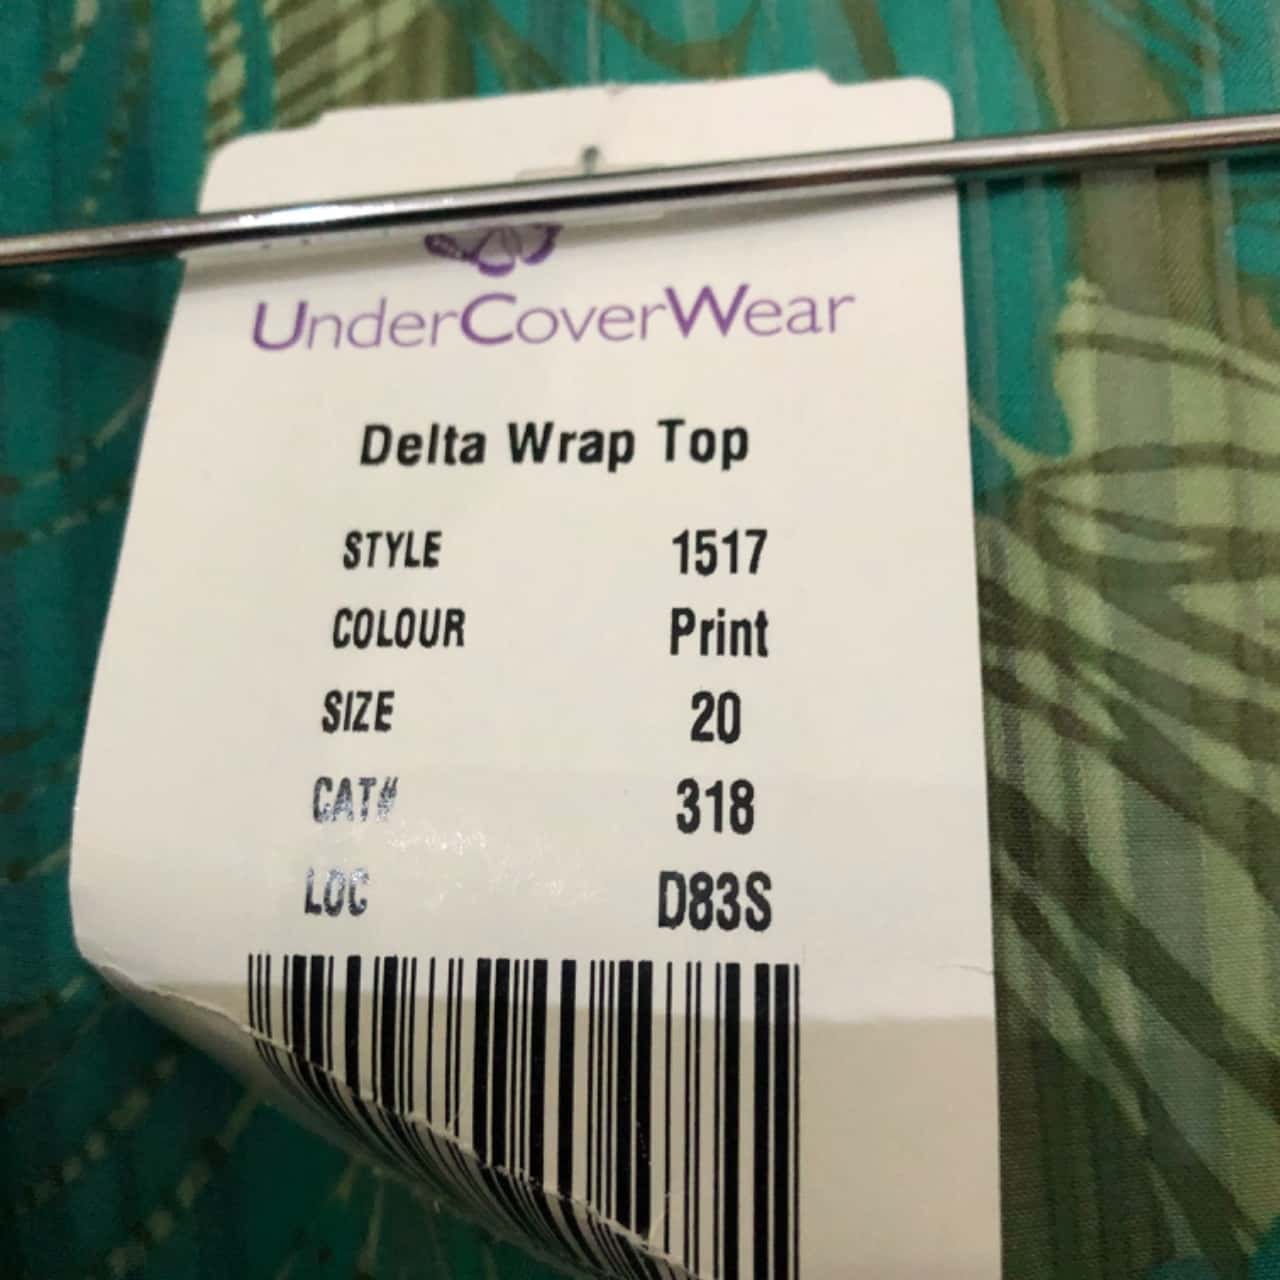 UnderCoverWear
Delta Wrap Top
STYLE 1517
COLOUR Print
SIZE 20
CAT# 318
LOC D83S